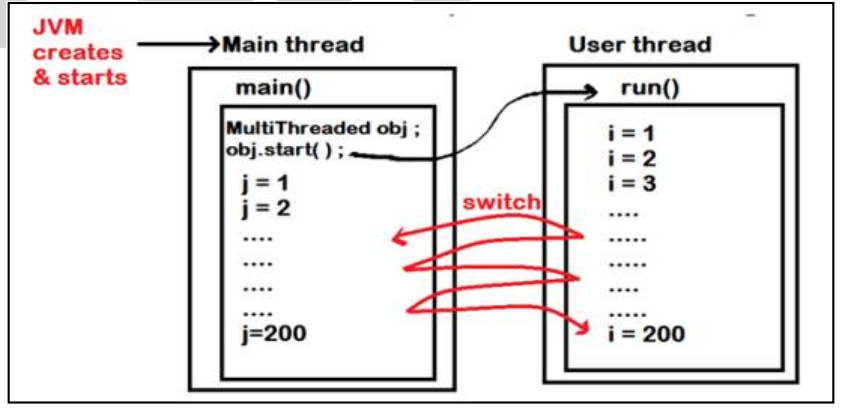 JVM
creates
& starts
Main thread
main()
MultiThreaded obj ;
obj.start( ) ;
j = 1
j = 2
....
....
....
....
j=200
switch
User thread
run()
i = 1
i = 2
i = 3
....
.....
.....
....
.....
i = 200